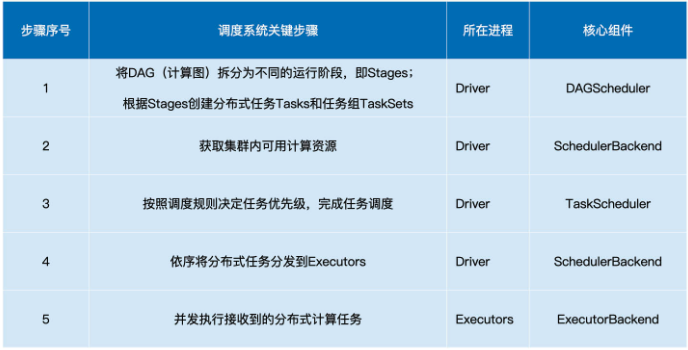 步骤序号 调度系统关键步骤 所在进程 核心组件
将DAG（计算图）拆分为不同的运行阶段，即Stages；
1 根据Stages创建分布式任务Tasks和任务组TaskSets Driver DAGScheduler
2 获取集群内可用计算资源 Driver SchedulerBackend
3 按照调度规则决定任务优先级，完成任务调度 Driver TaskScheduler
4 依序将分布式任务分发到Executors Driver SchedulerBackend
5 并发执行接收到的分布式计算任务 Executors ExecutorBackend